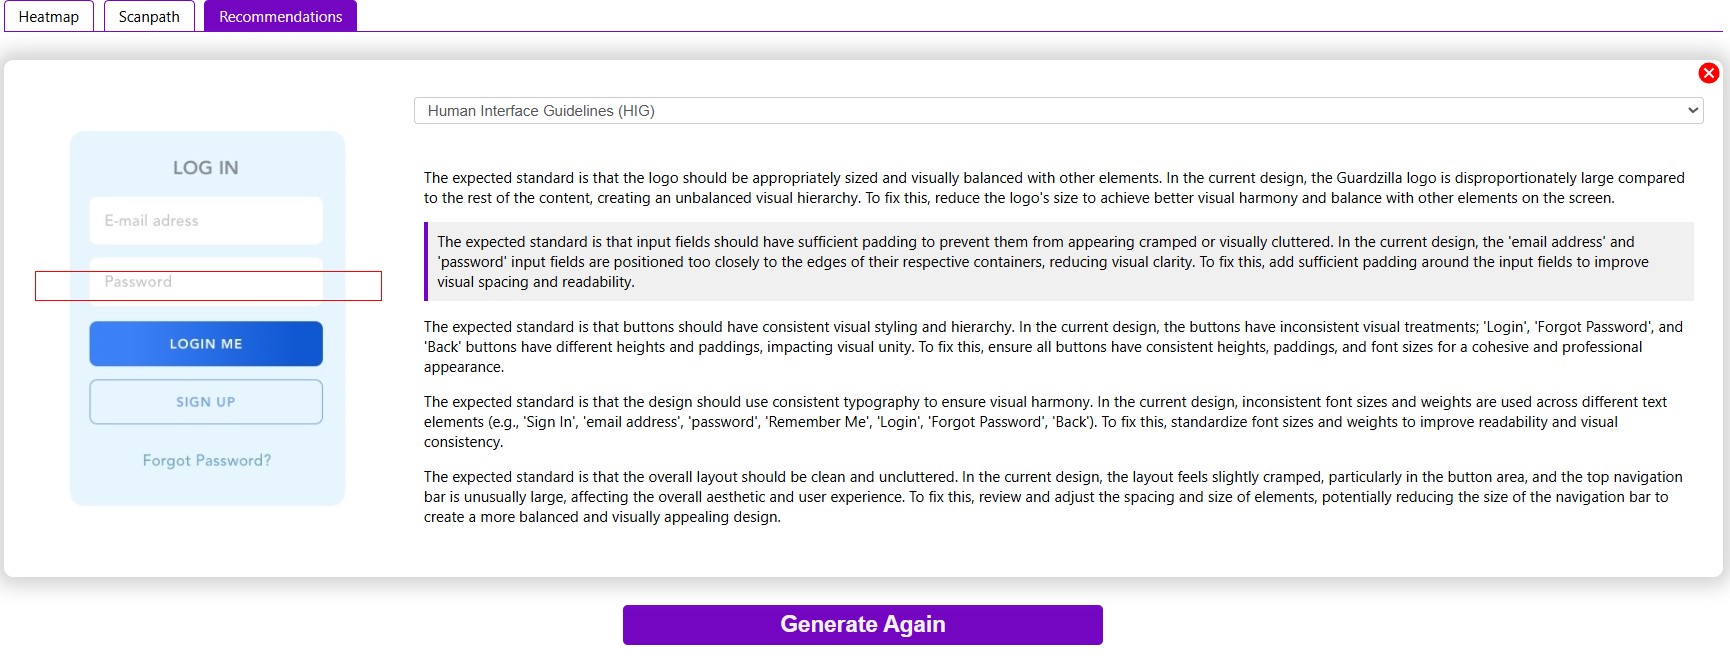 Heatmap
Scanpath
Recommendations
Human Interface Guidelines (HIG)
LOG IN
E-mail adress
Password
LOGIN ME
SIGN UP
Forgot Password?
The expected standard is that the logo should be appropriately sized and visually balanced with other elements. In the current design, the Guardzilla logo is disproportionately large compared
to the rest of the content, creating an unbalanced visual hierarchy. To fix this, reduce the logo's size to achieve better visual harmony and balance with other elements on the screen.
The expected standard is that input fields should have sufficient padding to prevent them from appearing cramped or visually cluttered. In the current design, the 'email address' and
'password' input fields are positioned too closely to the edges of their respective containers, reducing visual clarity. To fix this, add sufficient padding around the input fields to improve
visual spacing and readability.
The expected standard is that buttons should have consistent visual styling and hierarchy. In the current design, the buttons have inconsistent visual treatments; 'Login', 'Forgot Password', and
'Back' buttons have different heights and paddings, impacting visual unity. To fix this, ensure all buttons have consistent heights, paddings, and font sizes for a cohesive and professional
appearance.
The expected standard is that the design should use consistent typography to ensure visual harmony. In the current design, inconsistent font sizes and weights are used across different text
elements (e.g., 'Sign In', 'email address', 'password', 'Remember Me', 'Login', 'Forgot Password', 'Back'). To fix this, standardize font sizes and weights to improve readability and visual
consistency.
The expected standard is that the overall layout should be clean and uncluttered. In the current design, the layout feels slightly cramped, particularly in the button area, and the top navigation
bar is unusually large, affecting the overall aesthetic and user experience. To fix this, review and adjust the spacing and size of elements, potentially reducing the size of the navigation bar to
create a more balanced and visually appealing design.
Generate Again